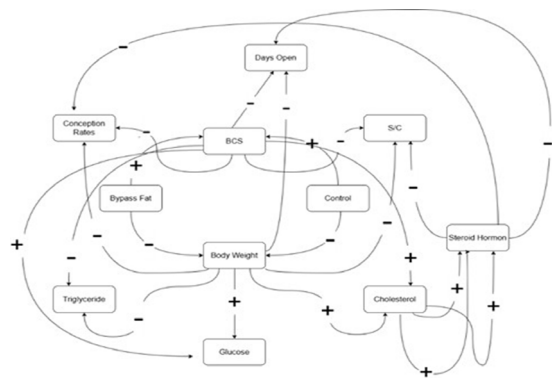 Days Open
Conception
Rates
BCS
S/C
Bypass Fat
Control
Steroid Hormon
Body Weight
Triglyceride
Cholesterol
Glucose
-
-
-
-
-
+
+
-
-
-
-
-
-
-
+
-
+
+
+
+
-
+
+